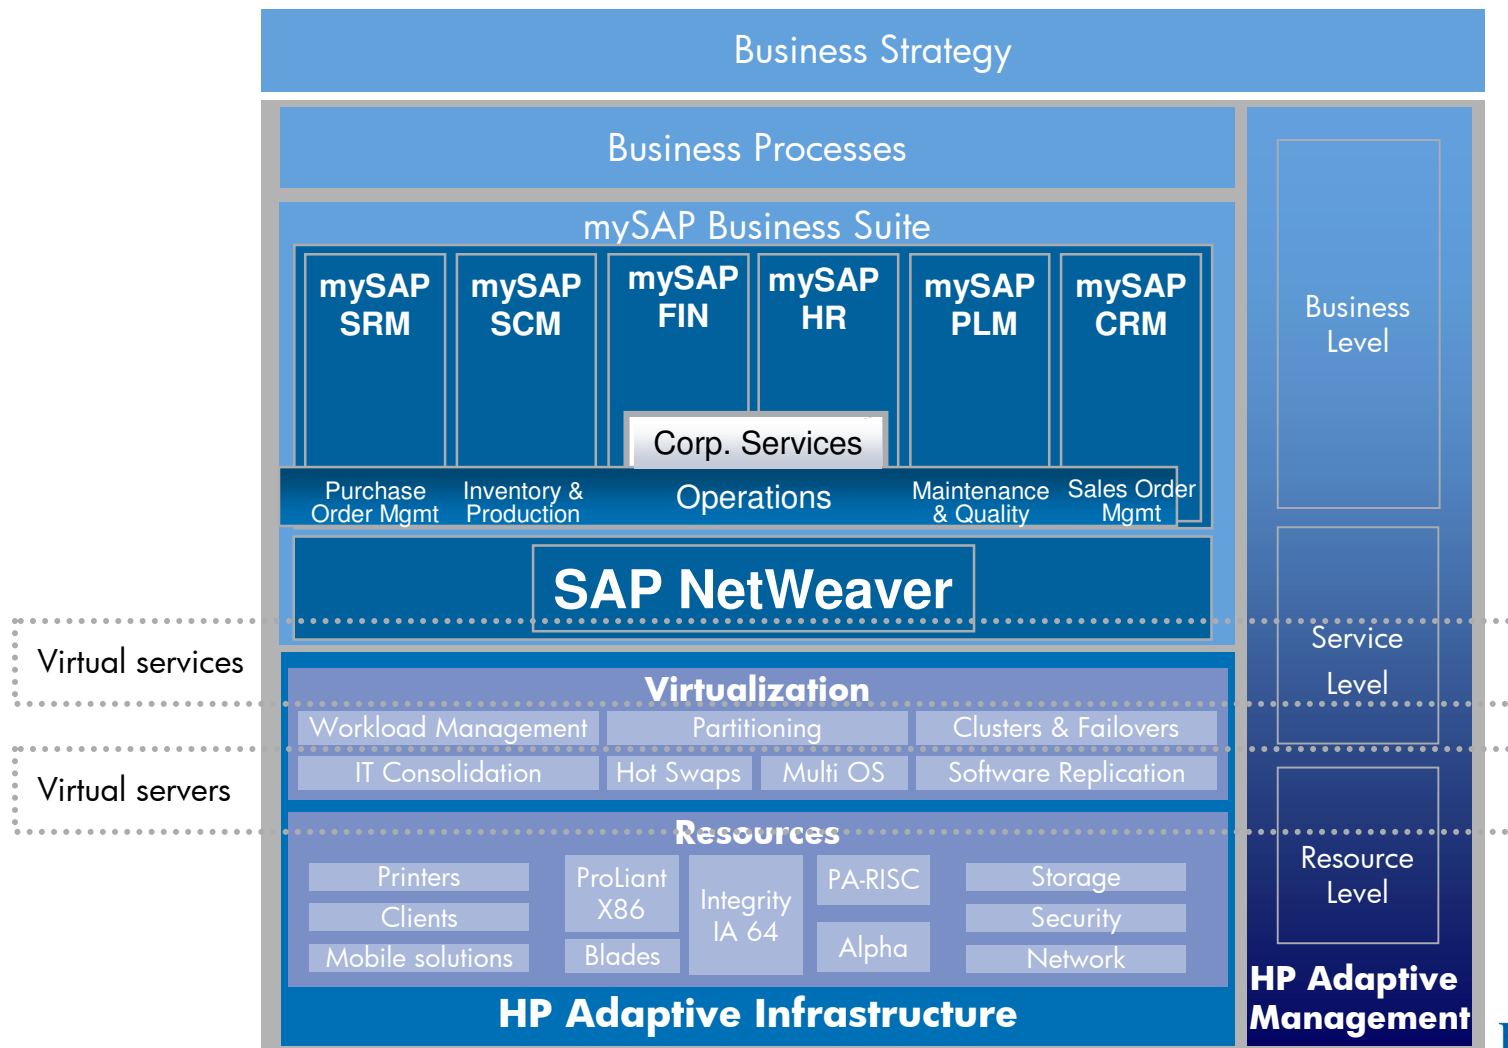 Business Strategy
Business Processes
mySAP Business Suite
mySAP
SRM
mySAP
SCM
mySAP
FIN
mySAP
HR
mySAP
PLM
mySAP
CRM
Corp. Services
Purchase
Order Mgmt
Inventory &
Production
Operations
Maintenance
& Quality
Sales Order
Mgmt
SAP NetWeaver
Virtual services
Virtualization
Workload Management
Partitioning
Clusters & Failovers
Virtual servers
IT Consolidation
Hot Swaps
Multi OS
Software Replication
Resources
Printers
Clients
Mobile solutions
ProLiant
X86
Blades
Integrity
IA 64
PA-RISC
Alpha
Storage
Security
Network
HP Adaptive Infrastructure
Business
Level
Service
Level
Resource
Level
HP Adaptive
Management